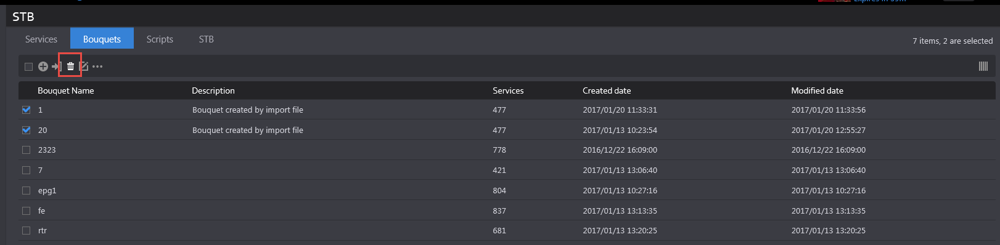 Expires in 59m
STB
Services Bouquets Scripts STB
7 items, 2 are selected
Bouquet Name Description Services Created date Modified date
1 Bouquet created by import file 477 2017/01/20 11:33:31 2017/01/20 11:33:56
20 Bouquet created by import file 477 2017/01/13 10:23:54 2017/01/20 12:55:27
2323 778 2016/12/22 16:09:00 2016/12/22 16:09:00
7 421 2017/01/13 13:06:40 2017/01/13 13:06:40
epg1 804 2017/01/13 10:27:16 2017/01/13 10:27:16
fe 837 2017/01/13 13:13:35 2017/01/13 13:13:35
rtr 681 2017/01/13 13:20:25 2017/01/13 13:20:25